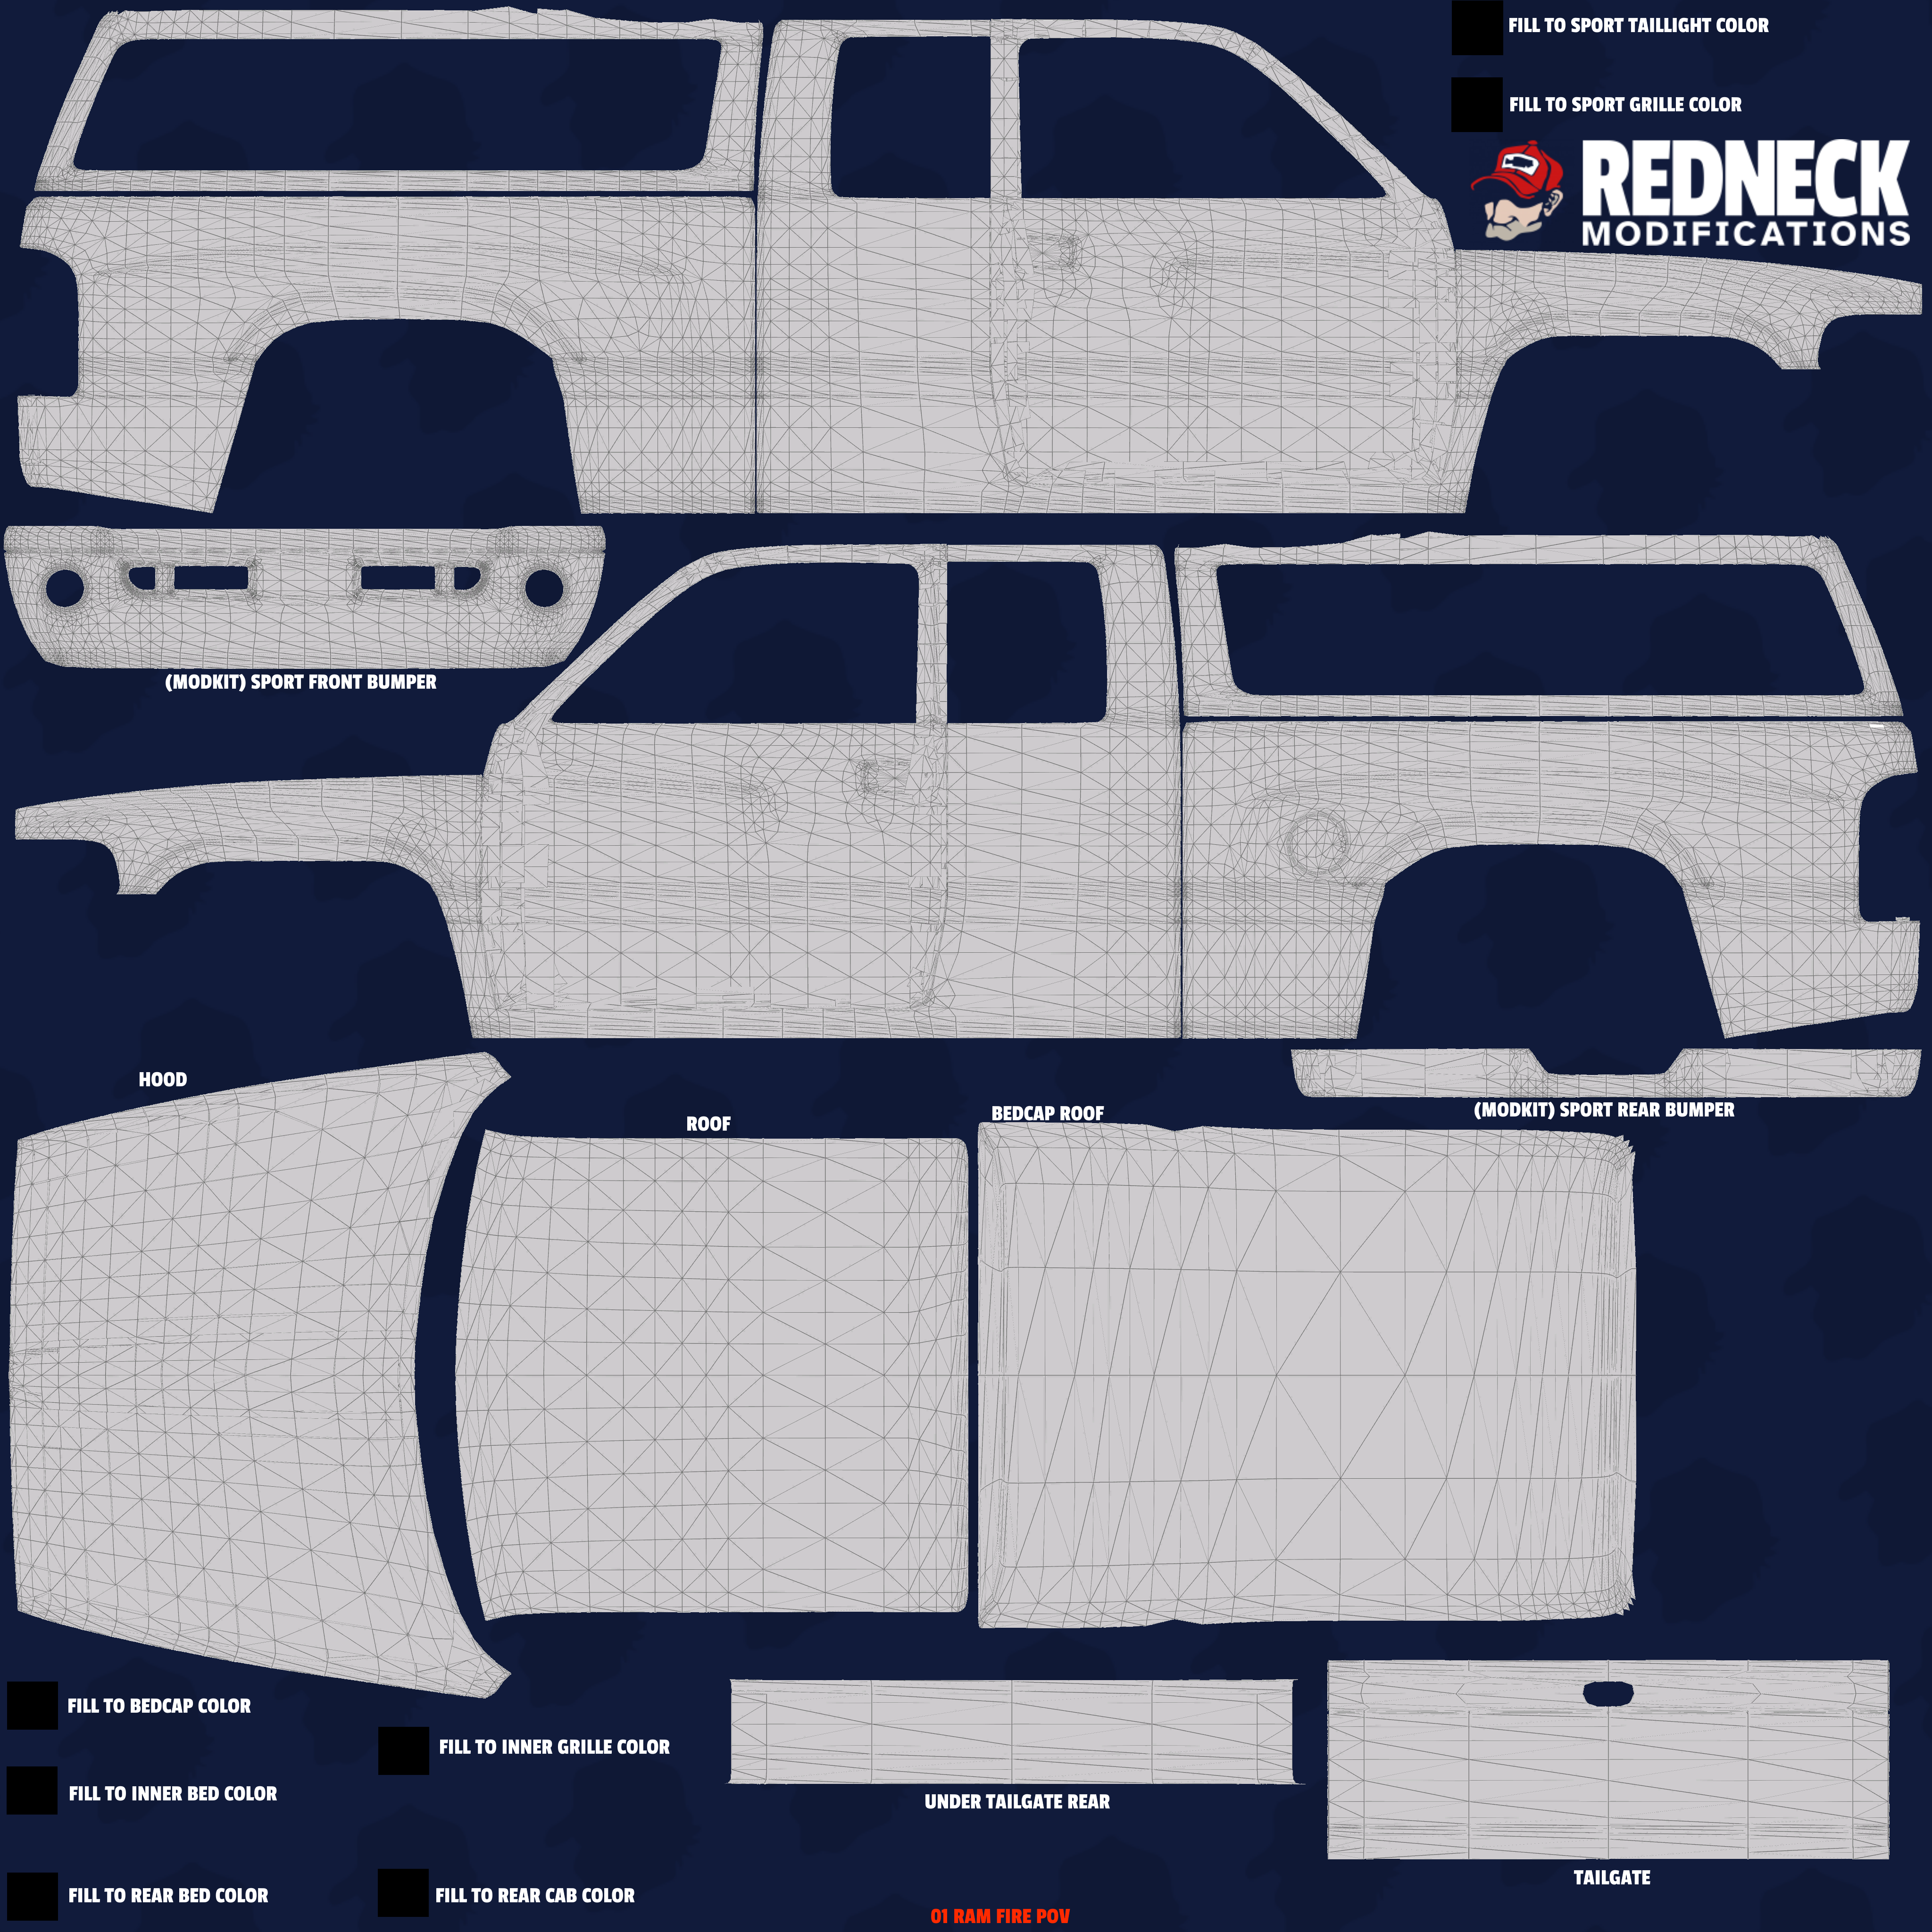 FILL TO SPORT TAILLIGHT COLOR
FILL TO SPORT GRILLE COLOR
REDNECK
MODIFICATIONS
(MODKIT) SPORT FRONT BUMPER
HOOD
ROOF
BEDCAP ROOF
(MODKIT) SPORT REAR BUMPER
FILL TO BEDCAP COLOR
FILL TO INNER GRILLE COLOR
FILL TO INNER BED COLOR
UNDER TAILGATE REAR
TAILGATE
FILL TO REAR BED COLOR
FILL TO REAR CAB COLOR
01 RAM FIRE POV